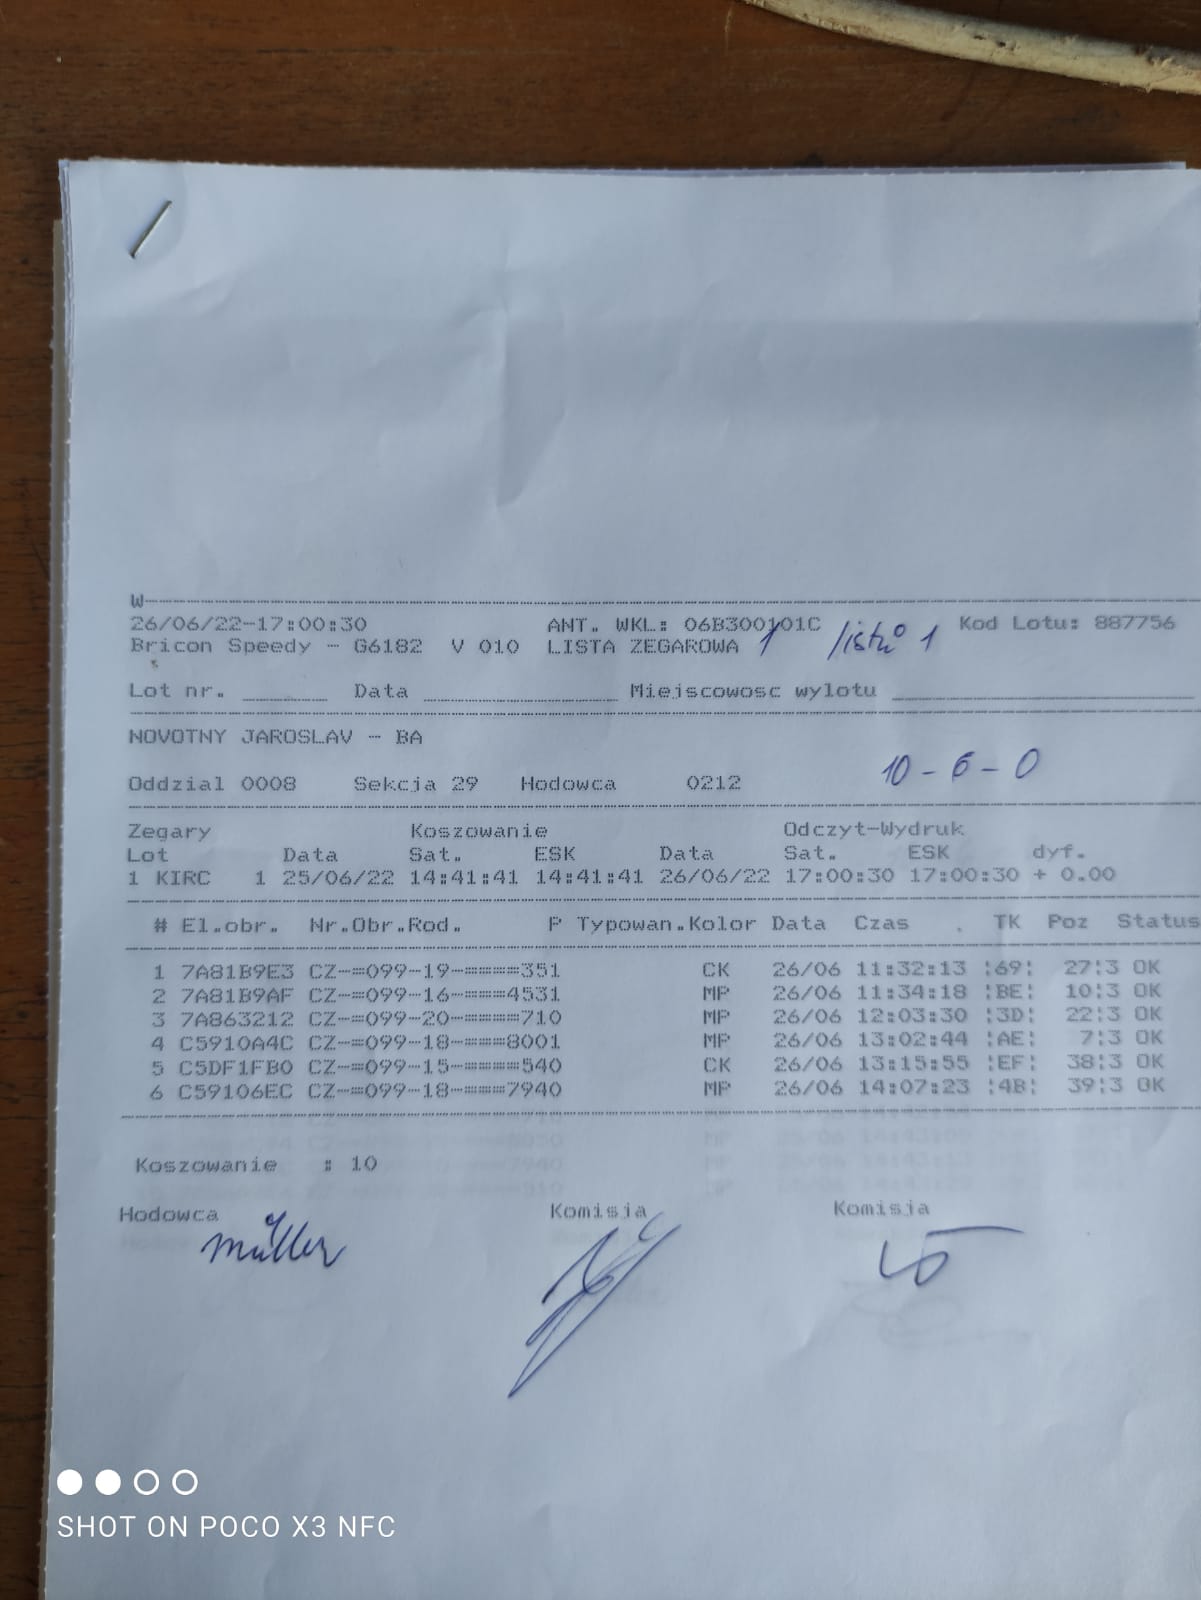 W
26/06/22-17:00:30 ANT. WKL: 06B300101C Kod Lotu: 887756
Bricon Speedy - G6182 V 010 LISTA ZEGAROWA 1 listů 1
Lot nr. ______ Data ______________ Miejscowosc wylotu ______________________
NOVOTNY JAROSLAV - BA
10-6-0
Oddzial 0008 Sekcja 29 Hodowca 0212
Zegary Koszowanie Odczyt-Wydruk
Lot Data Sat. ESK Data Sat. ESK dyf.
1 KIRC 1 25/06/22 14:41:41 14:41:41 26/06/22 17:00:30 17:00:30 + 0.00
# El.obr. Nr.Obr.Rod. P Typowan.Kolor Data Czas . TK Poz Status
1 7A81B9E3 CZ-=099-19-=====351 CK 26/06 11:32:13 ¦69¦ 27¦3 OK
2 7A81B9AF CZ-=099-16-====4531 MP 26/06 11:34:18 ¦BE¦ 10¦3 OK
3 7A863212 CZ-=099-20-=====710 MP 26/06 12:03:30 ¦3D¦ 22¦3 OK
4 C5910A4C CZ-=099-18-====8001 MP 26/06 13:02:44 ¦AE¦ 7¦3 OK
5 C5DF1FB0 CZ-=099-15-=====540 CK 26/06 13:15:55 ¦EF¦ 38¦3 OK
6 C59106EC CZ-=099-18-====7940 MP 26/06 14:07:23 ¦4B¦ 39¦3 OK
Koszowanie : 10
Hodowca Komisja Komisja
Müller
SHOT ON POCO X3 NFC